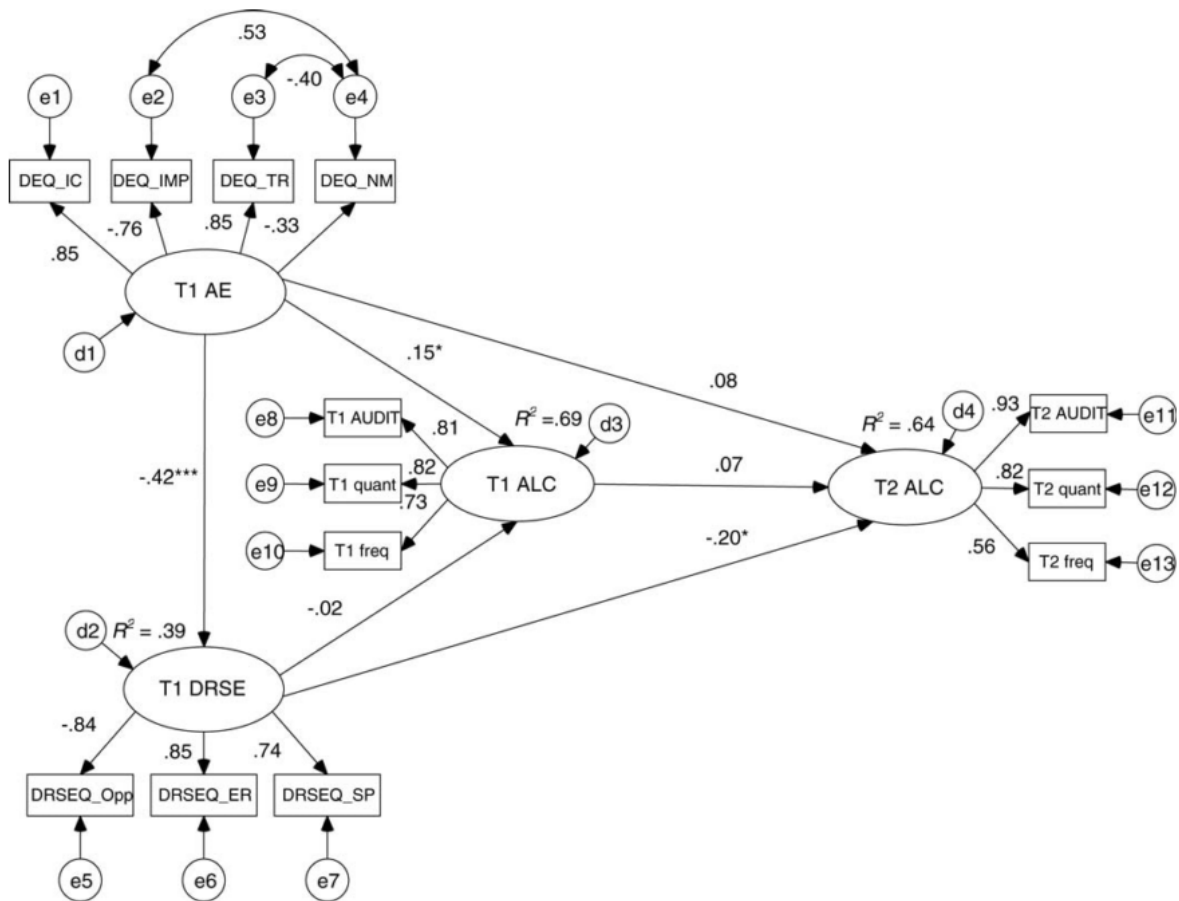 .53
-.40
e1
e2
e3
e4
DEQ_IC
DEQ_IMP
DEQ_TR
DEQ_NM
.85
-.76
.85
-.33
T1 AE
d1
.15*
.08
-.42***
e8
T1 AUDIT
.81
R² =.69
d3
e9
T1 quant
.82
T1 ALC
e10
T1 freq
.73
.07
R² = .64
d4
.93
T2 AUDIT
e11
T2 ALC
.82
T2 quant
e12
.56
T2 freq
e13
-.20*
-.02
d2
R² = .39
T1 DRSE
-.84
.85
.74
DRSEQ_Opp
DRSEQ_ER
DRSEQ_SP
e5
e6
e7